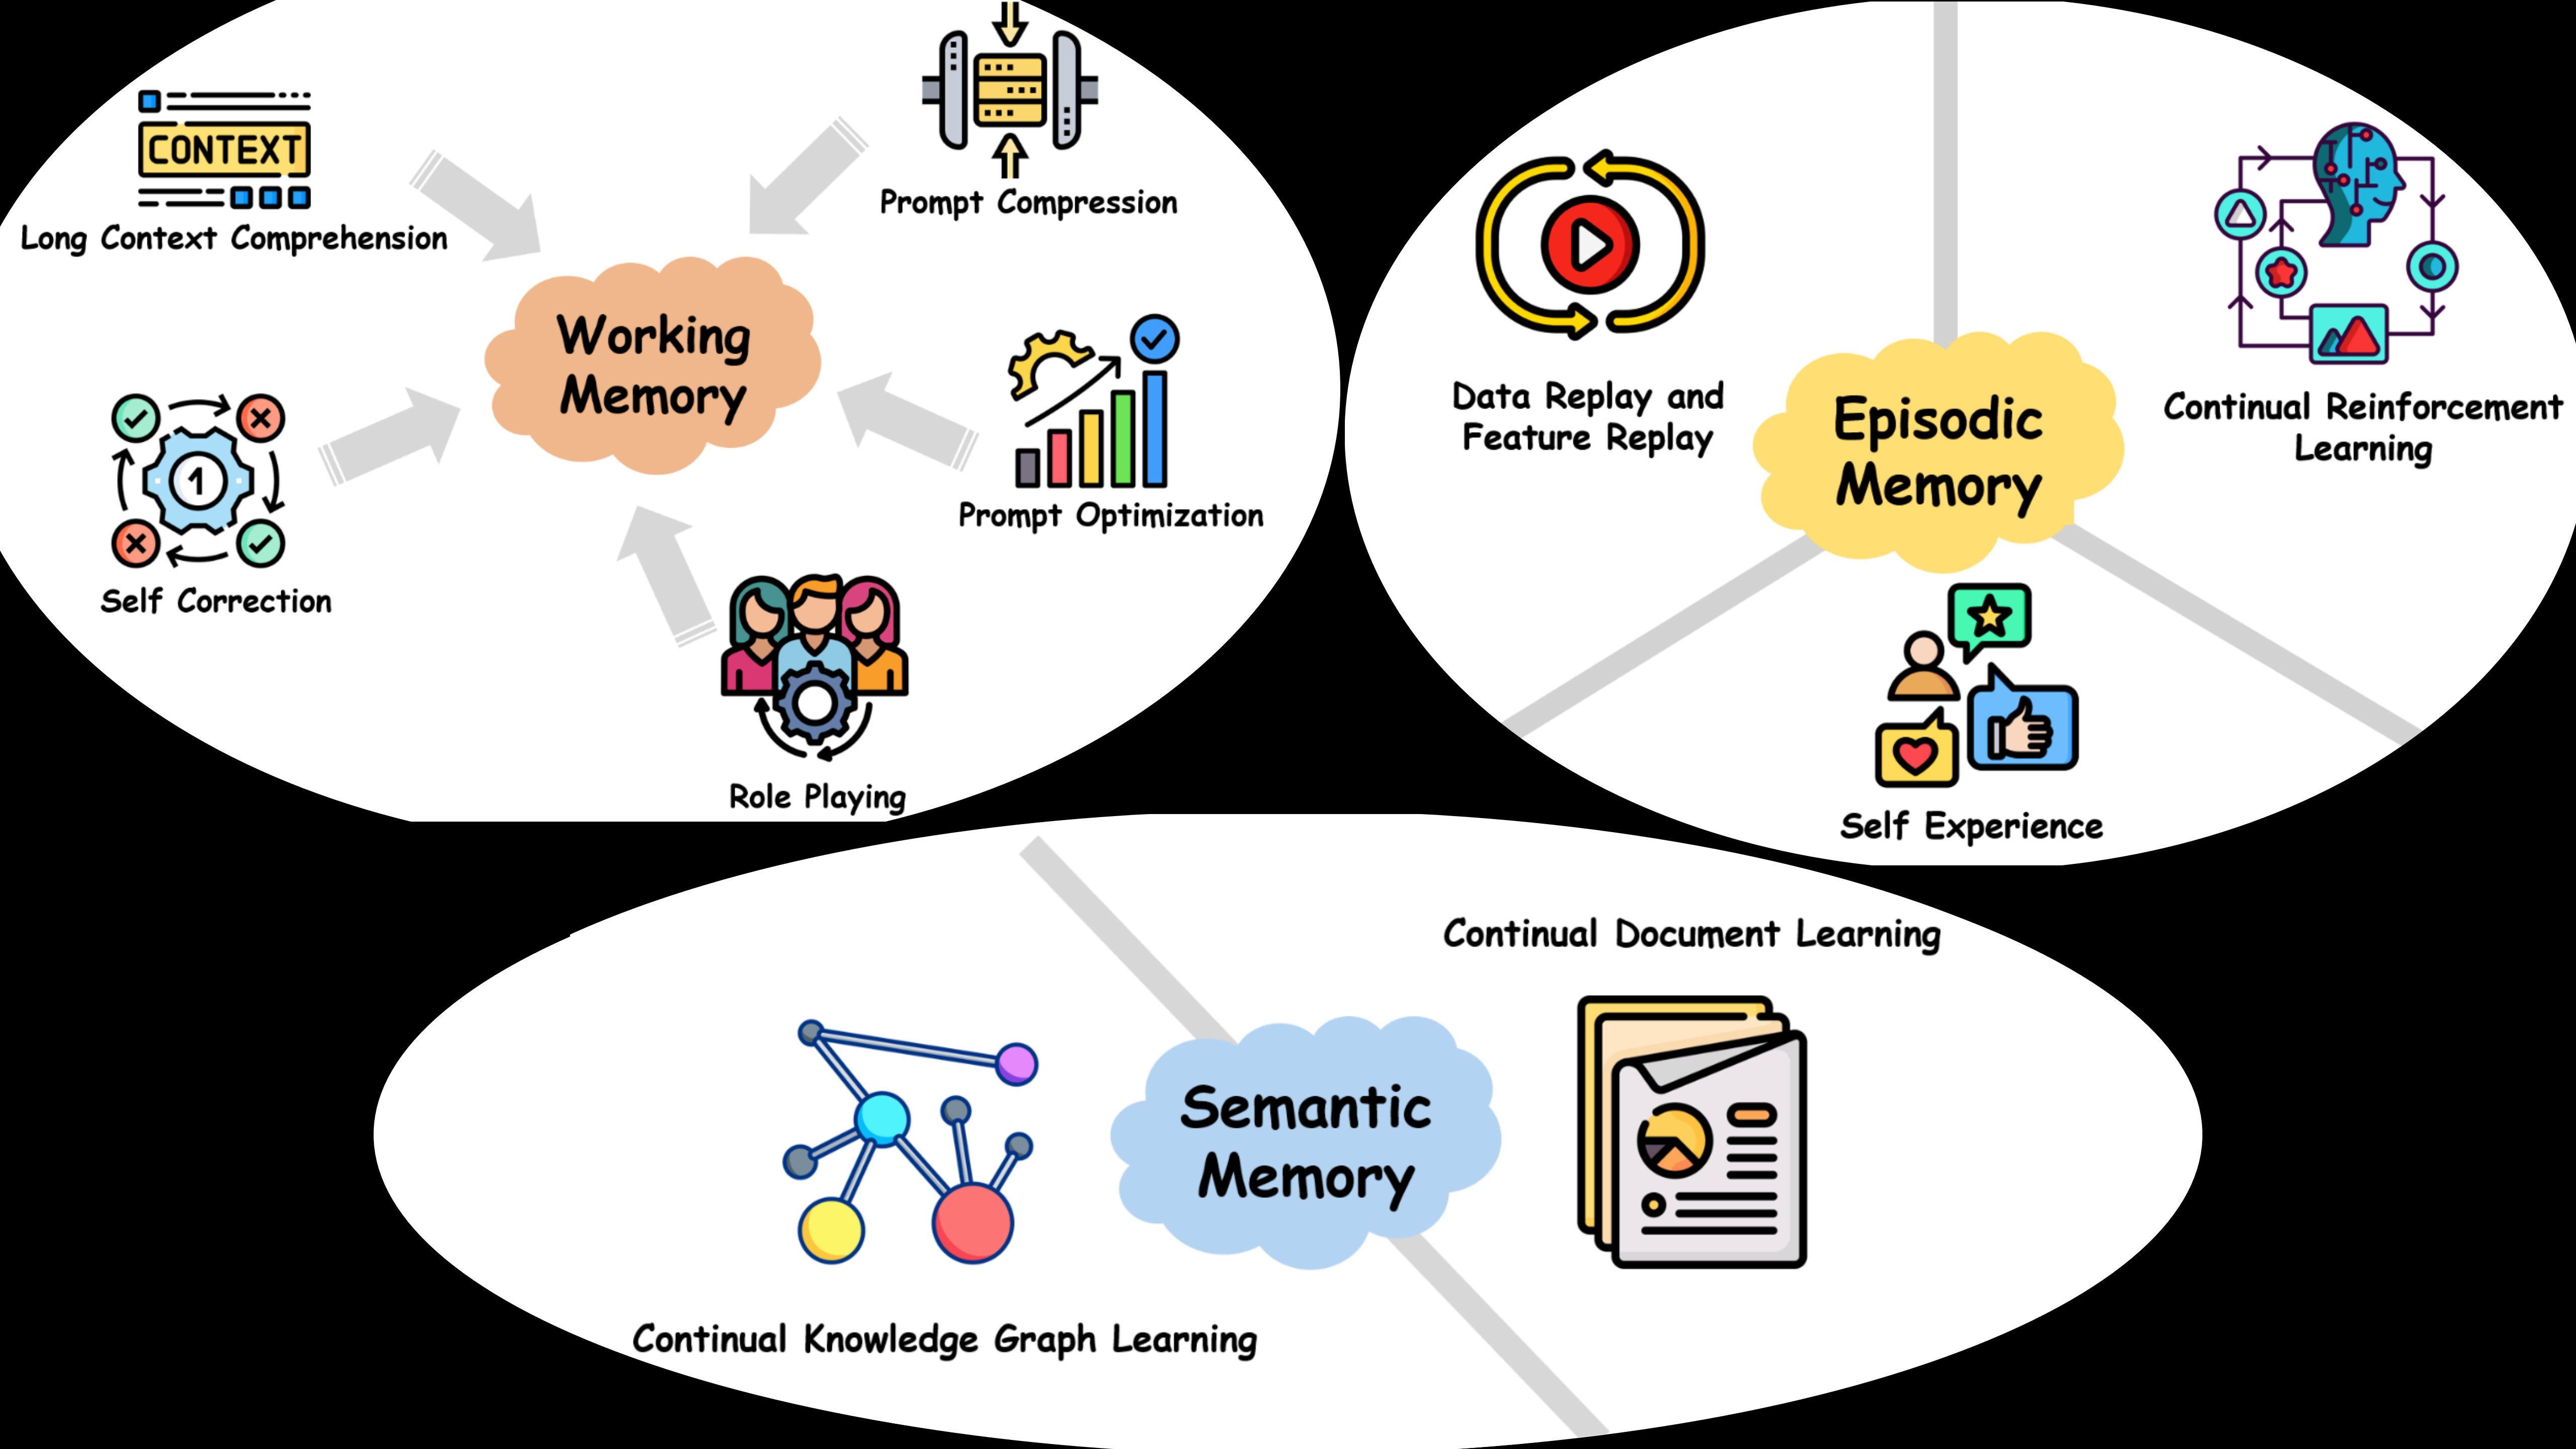 CONTEXT
Long Context Comprehension
Prompt Compression
Working
Memory
1
Self Correction
Prompt Optimization
Role Playing
Data Replay and
Feature Replay
Continual Reinforcement
Learning
Episodic
Memory
Self Experience
Continual Document Learning
Semantic
Memory
Continual Knowledge Graph Learning